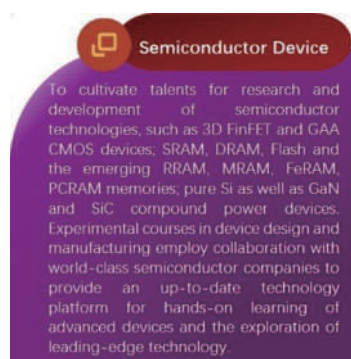 Semiconductor Device
To cultivate talents for research and
development of semiconductor
technologies, such as 3D FinFET and GAA
CMOS devices; SRAM, DRAM, Flash and
the emerging RRAM, MRAM, FeRAM,
PCRAM memories; pure Si as well as GaN
and SiC compound power devices.
Experimental courses in device design and
manufacturing employ collaboration with
world-class semiconductor companies to
provide an up-to-date technology
platform for hands-on learning of
advanced devices and the exploration of
leading-edge technology.